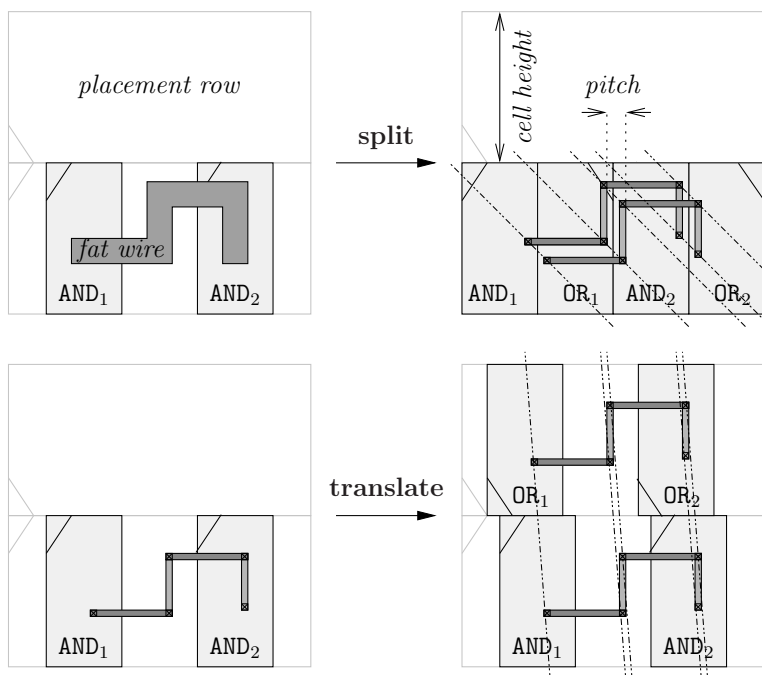 placement row
fat wire
AND₁
AND₂
split
cell height
pitch
AND₁
OR₁
AND₂
OR₂
AND₁
AND₂
translate
OR₁
OR₂
AND₁
AND₂